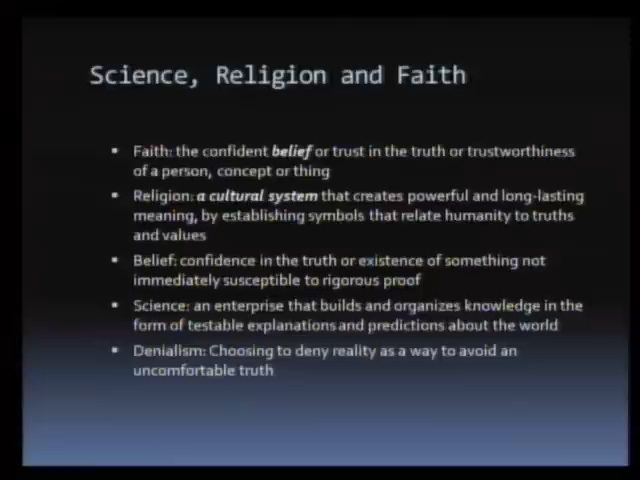 Science, Religion and Faith
▪ Faith: the confident belief or trust in the truth or trustworthiness
of a person, concept or thing
▪ Religion: a cultural system that creates powerful and long-lasting
meaning, by establishing symbols that relate humanity to truths
and values
▪ Belief: confidence in the truth or existence of something not
immediately susceptible to rigorous proof
▪ Science: an enterprise that builds and organizes knowledge in the
form of testable explanations and predictions about the world
▪ Denialism: Choosing to deny reality as a way to avoid an
uncomfortable truth